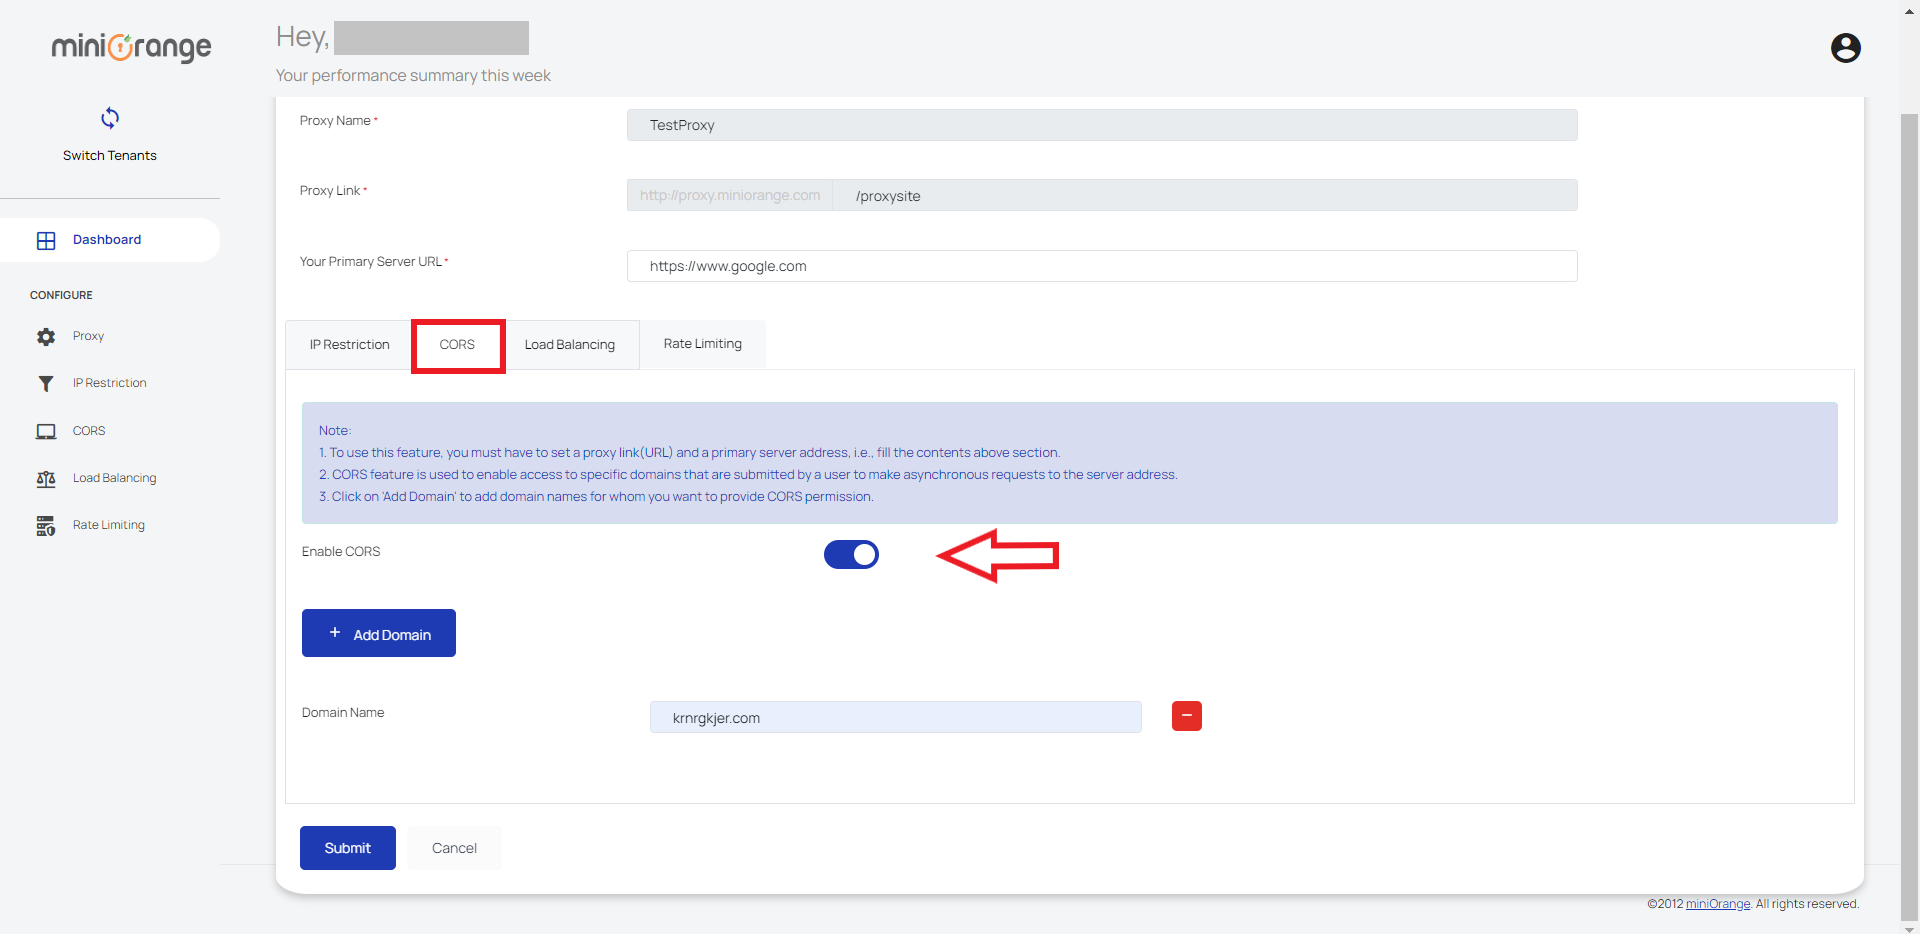 miniOrange
Switch Tenants
Dashboard
CONFIGURE
Proxy
IP Restriction
CORS
Load Balancing
Rate Limiting
Hey,
Your performance summary this week
Proxy Name *
TestProxy
Proxy Link *
http://proxy.miniorange.com /proxysite
Your Primary Server URL *
https://www.google.com
IP Restriction CORS Load Balancing Rate Limiting
Note:
1. To use this feature, you must have to set a proxy link(URL) and a primary server address, i.e., fill the contents above section.
2. CORS feature is used to enable access to specific domains that are submitted by a user to make asynchronous requests to the server address.
3. Click on 'Add Domain' to add domain names for whom you want to provide CORS permission.
Enable CORS
+ Add Domain
Domain Name
krnrgkjer.com
Submit Cancel
©2012 miniOrange. All rights reserved.